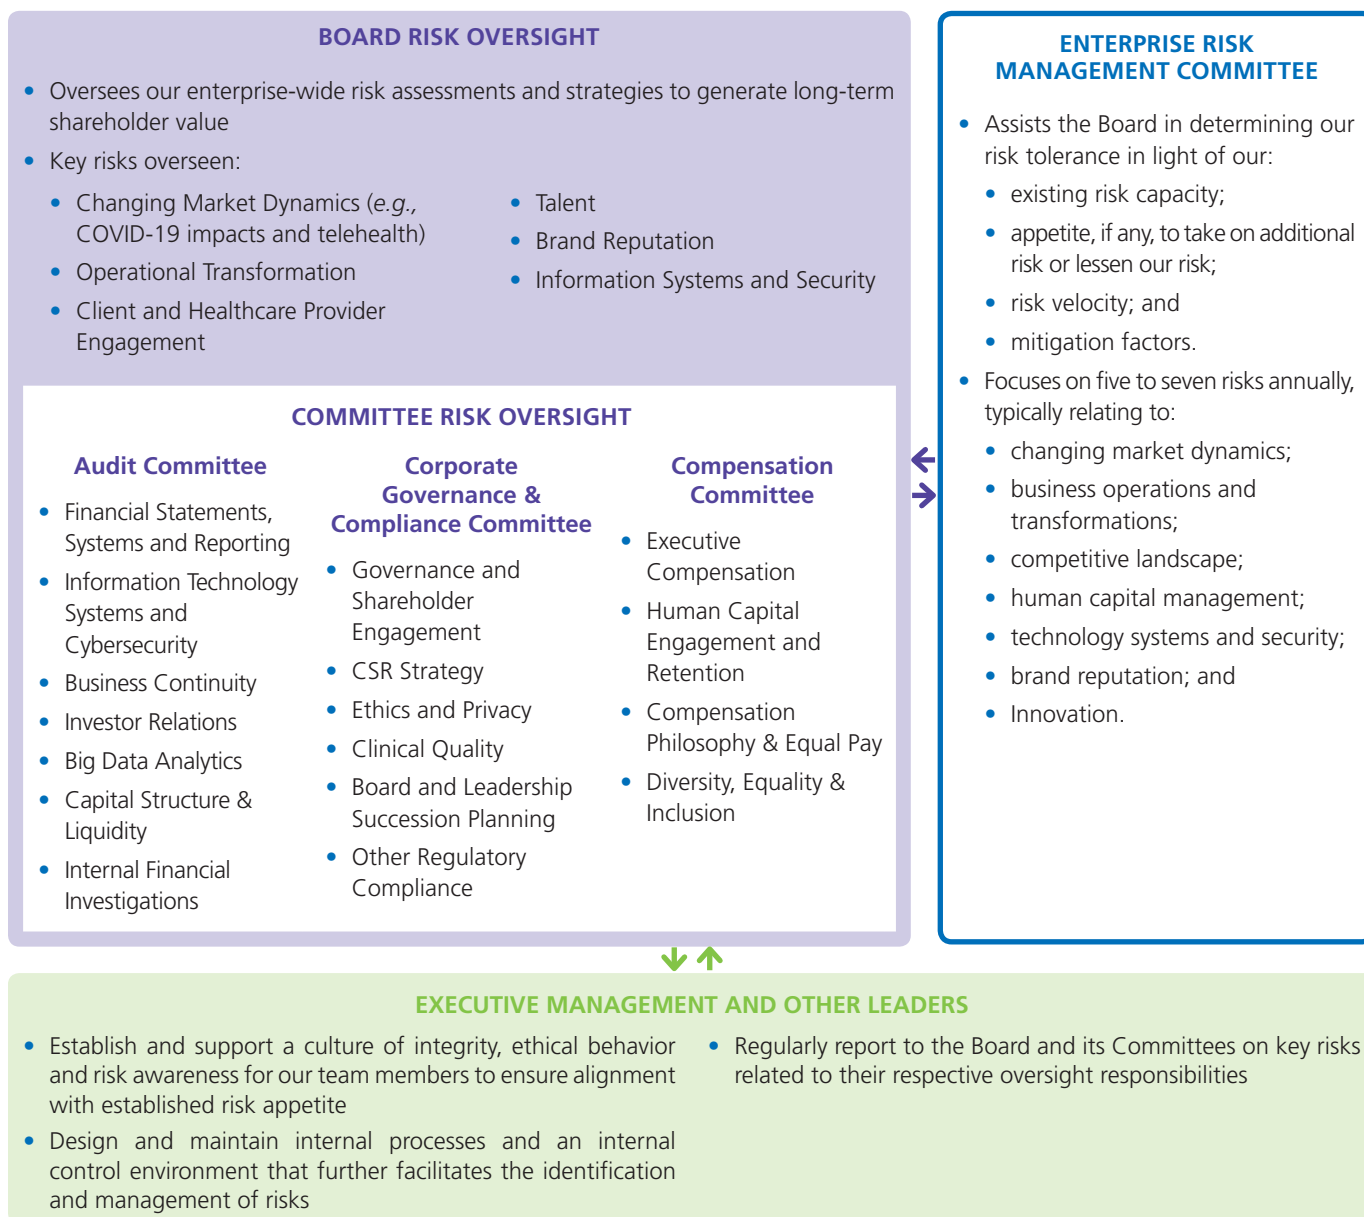 BOARD RISK OVERSIGHT
• Oversees our enterprise-wide risk assessments and strategies to generate long-term
shareholder value
• Key risks overseen:
• Changing Market Dynamics (e.g.,
COVID-19 impacts and telehealth)
• Operational Transformation
• Client and Healthcare Provider
Engagement
• Talent
• Brand Reputation
• Information Systems and Security
COMMITTEE RISK OVERSIGHT
Audit Committee
• Financial Statements,
Systems and Reporting
• Information Technology
Systems and
Cybersecurity
• Business Continuity
• Investor Relations
• Big Data Analytics
• Capital Structure &
Liquidity
• Internal Financial
Investigations
Corporate
Governance &
Compliance Committee
• Governance and
Shareholder
Engagement
• CSR Strategy
• Ethics and Privacy
• Clinical Quality
• Board and Leadership
Succession Planning
• Other Regulatory
Compliance
Compensation
Committee
• Executive
Compensation
• Human Capital
Engagement and
Retention
• Compensation
Philosophy & Equal Pay
• Diversity, Equality &
Inclusion
ENTERPRISE RISK
MANAGEMENT COMMITTEE
• Assists the Board in determining our
risk tolerance in light of our:
• existing risk capacity;
• appetite, if any, to take on additional
risk or lessen our risk;
• risk velocity; and
• mitigation factors.
• Focuses on five to seven risks annually,
typically relating to:
• changing market dynamics;
• business operations and
transformations;
• competitive landscape;
• human capital management;
• technology systems and security;
• brand reputation; and
• Innovation.
EXECUTIVE MANAGEMENT AND OTHER LEADERS
• Establish and support a culture of integrity, ethical behavior
and risk awareness for our team members to ensure alignment
with established risk appetite
• Design and maintain internal processes and an internal
control environment that further facilitates the identification
and management of risks
• Regularly report to the Board and its Committees on key risks
related to their respective oversight responsibilities